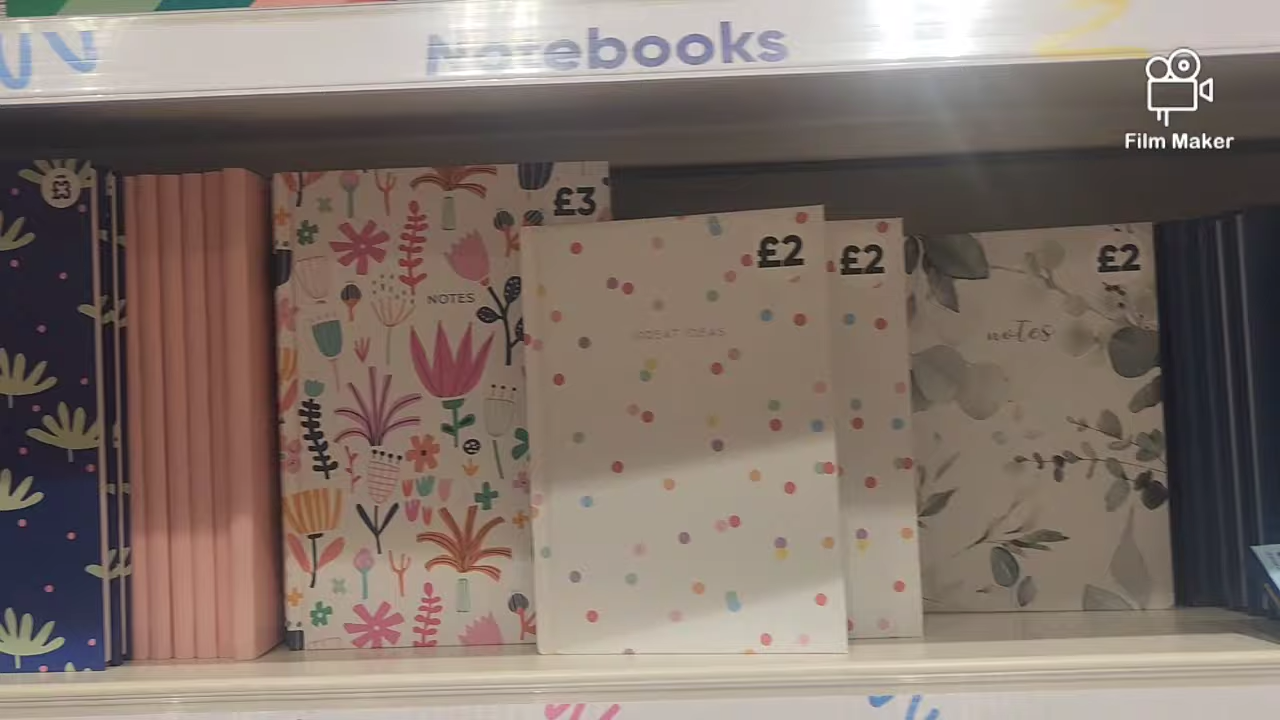 Notebooks
Film Maker
£3
£3
NOTES
£2
GREAT IDEAS
£2
£2
notes